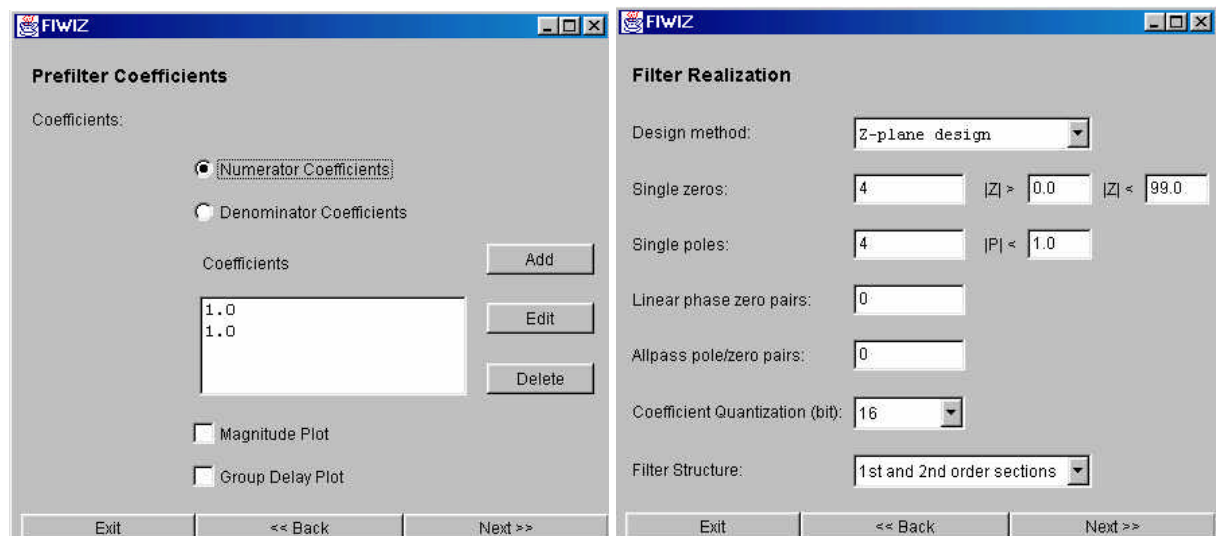 FIWIZ
Prefilter Coefficients
Coefficients:
Numerator Coefficients
Denominator Coefficients
Coefficients
Add
1.0
1.0
Edit
Delete
Magnitude Plot
Group Delay Plot
Exit
<< Back
Next >>
FIWIZ
Filter Realization
Design method: Z-plane design
Single zeros: 4 |Z| > 0.0 |Z| < 99.0
Single poles: 4 |P| < 1.0
Linear phase zero pairs: 0
Allpass pole/zero pairs: 0
Coefficient Quantization (bit): 16
Filter Structure: 1st and 2nd order sections
Exit
<< Back
Next >>